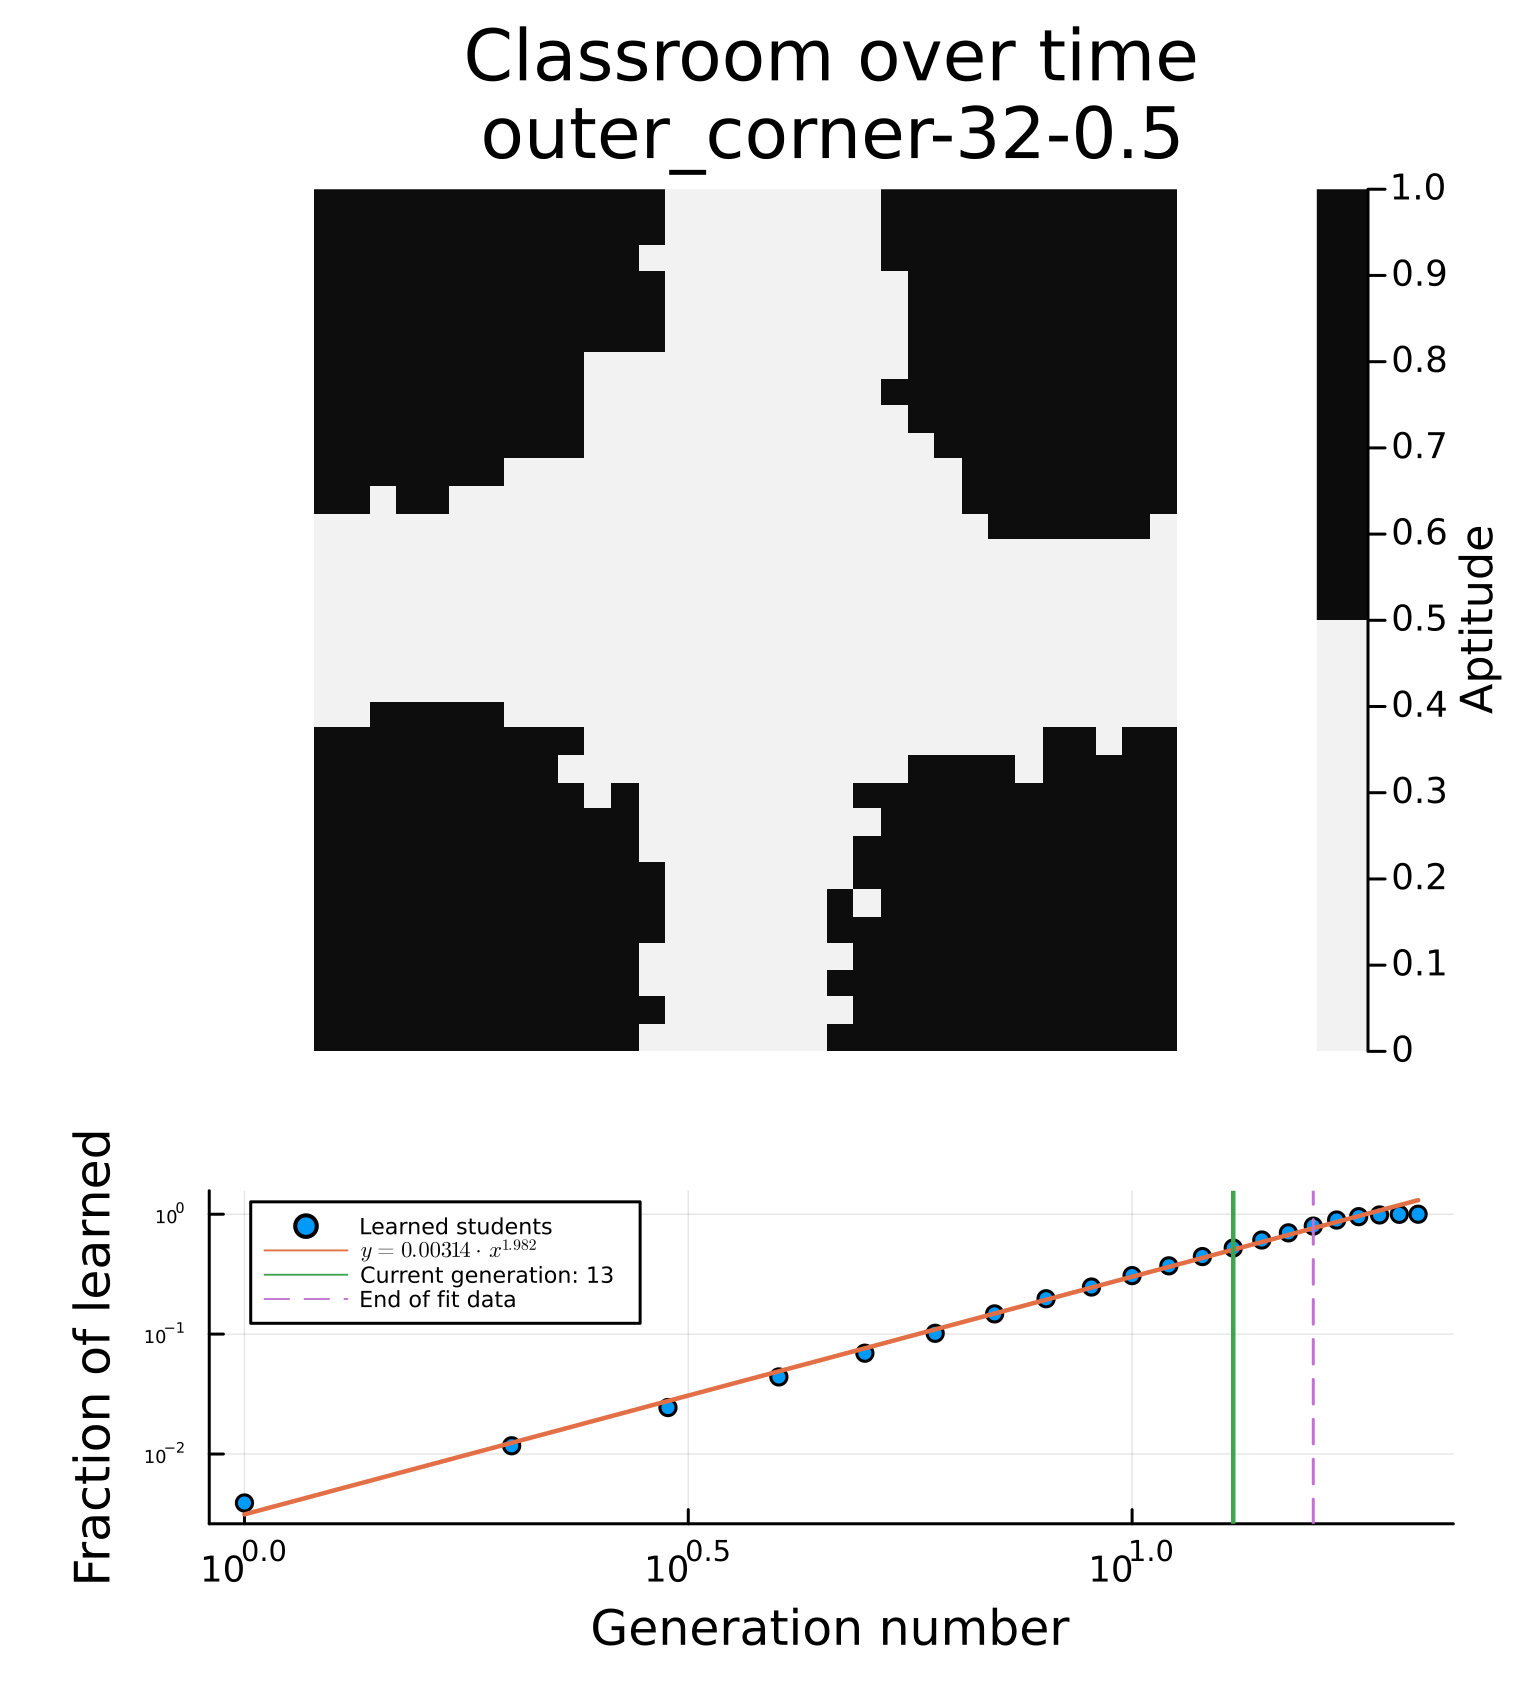 Classroom over time
outer_corner-32-0.5
1.0
0.9
0.8
0.7
0.6
0.5
0.4
0.3
0.2
0.1
0
Aptitude
Fraction of learned
10⁰
10⁻¹
10⁻²
Learned students
y = 0.00314 · x^1.982
Current generation: 13
End of fit data
10^0.0
10^0.5
10^1.0
Generation number